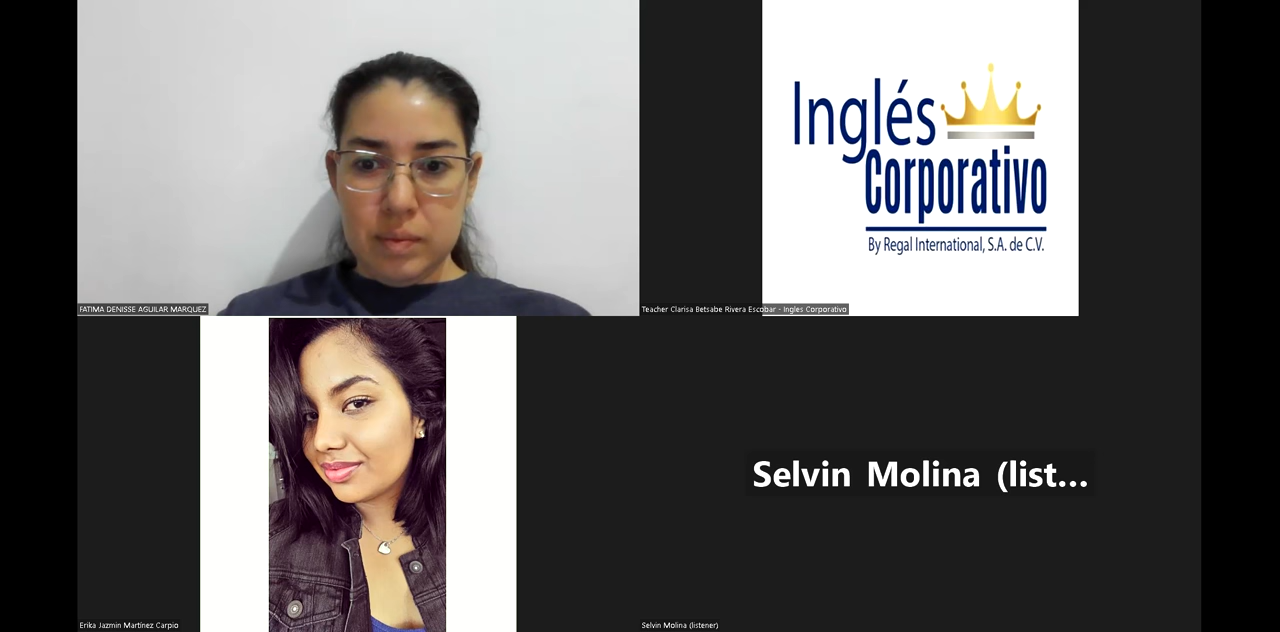 Inglés
Corporativo
By Regal International, S.A. de C.V.
FATIMA DENISSE AGUILAR MARQUEZ
Teacher Clarisa Betsabe Rivera Escobar - Ingles Corporativo
Selvin Molina (list...
Erika Jazmin Martínez Carpio
Selvin Molina (listener)